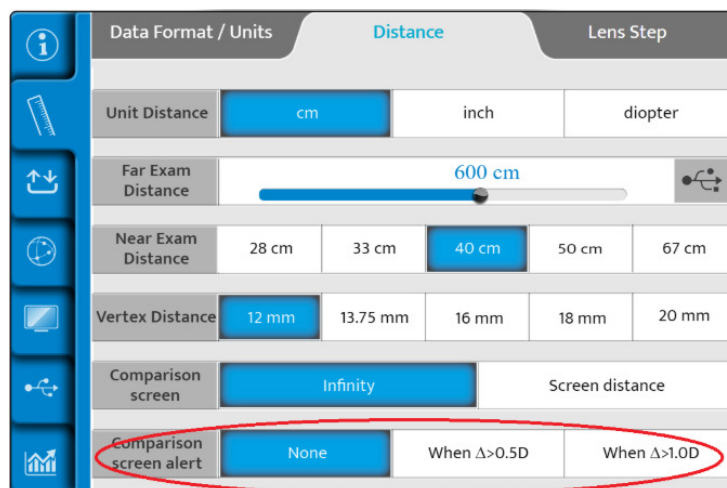 Data Format / Units Distance Lens Step
Unit Distance cm inch diopter
Far Exam
Distance
600 cm
Near Exam
Distance
28 cm 33 cm 40 cm 50 cm 67 cm
Vertex Distance 12 mm 13.75 mm 16 mm 18 mm 20 mm
Comparison
screen
Infinity Screen distance
Comparison
screen alert
None When Δ>0.5D When Δ>1.0D